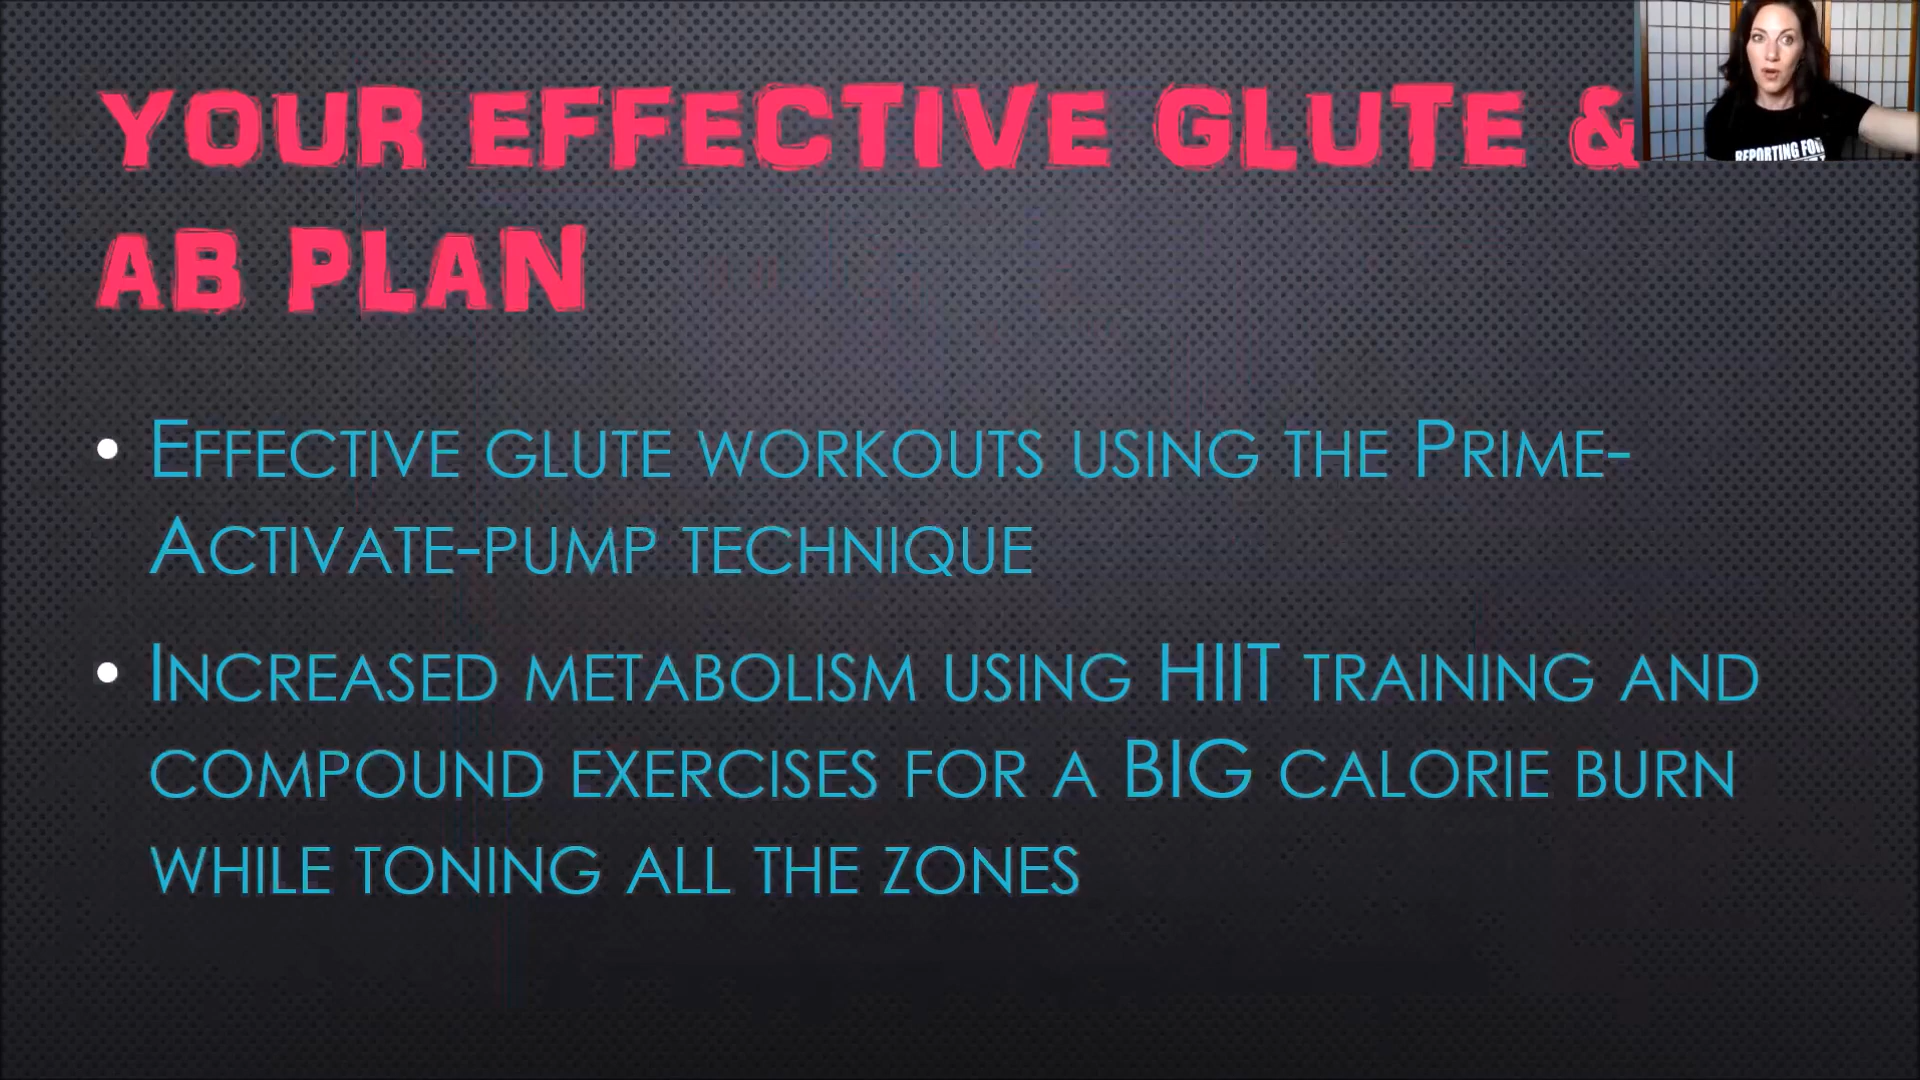 YOUR EFFECTIVE GLUTE &
AB PLAN
REPORTING FOR
• EFFECTIVE GLUTE WORKOUTS USING THE PRIME-
ACTIVATE-PUMP TECHNIQUE
• INCREASED METABOLISM USING HIIT TRAINING AND
COMPOUND EXERCISES FOR A BIG CALORIE BURN
WHILE TONING ALL THE ZONES